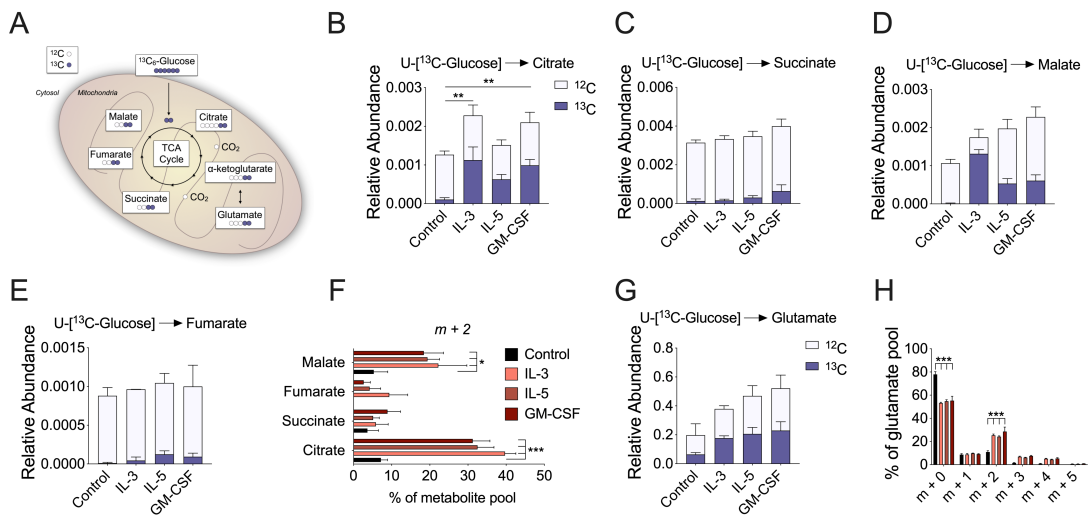 A
¹²C
¹³C
¹³C₆-Glucose
Cytosol
Mitochondria
Malate
Citrate
CO₂
TCA
Cycle
Fumarate
α-ketoglutarate
Succinate
CO₂
Glutamate
B
U-[¹³C-Glucose] → Citrate
Relative Abundance
0.003
0.002
0.001
0.000
**
**
¹²C
¹³C
Control
IL-3
IL-5
GM-CSF
C
U-[¹³C-Glucose] → Succinate
Relative Abundance
0.006
0.004
0.002
0.000
¹²C
¹³C
Control
IL-3
IL-5
GM-CSF
D
U-[¹³C-Glucose] → Malate
Relative Abundance
0.003
0.002
0.001
0.000
¹²C
¹³C
Control
IL-3
IL-5
GM-CSF
E
U-[¹³C-Glucose] → Fumarate
Relative Abundance
0.0015
0.0010
0.0005
0.0000
Control
IL-3
IL-5
GM-CSF
F
m + 2
Malate
Fumarate
Succinate
Citrate
*
***
Control
IL-3
IL-5
GM-CSF
0 10 20 30 40 50
% of metabolite pool
G
U-[¹³C-Glucose] → Glutamate
Relative Abundance
0.8
0.6
0.4
0.2
0.0
¹²C
¹³C
Control
IL-3
IL-5
GM-CSF
H
% of glutamate pool
100
80
60
40
20
0
***
***
m + 0
m + 1
m + 2
m + 3
m + 4
m + 5